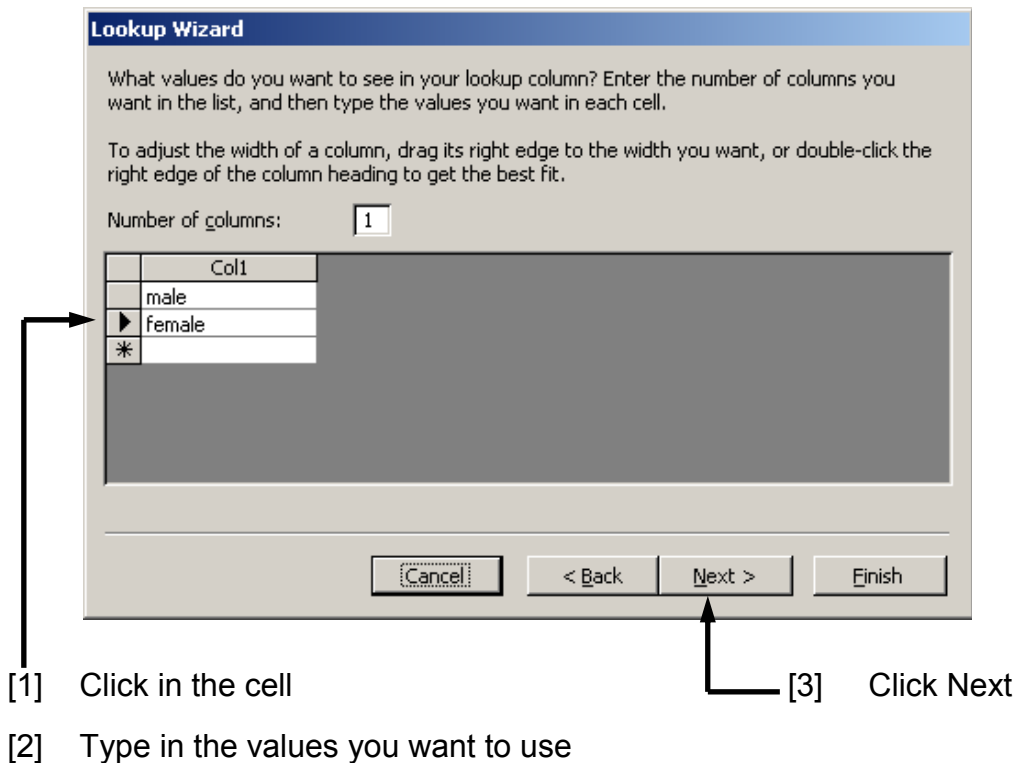 Lookup Wizard
What values do you want to see in your lookup column? Enter the number of columns you
want in the list, and then type the values you want in each cell.
To adjust the width of a column, drag its right edge to the width you want, or double-click the
right edge of the column heading to get the best fit.
Number of columns: 1
Col1
male
female
Cancel < Back Next > Finish
[1] Click in the cell [3] Click Next
[2] Type in the values you want to use